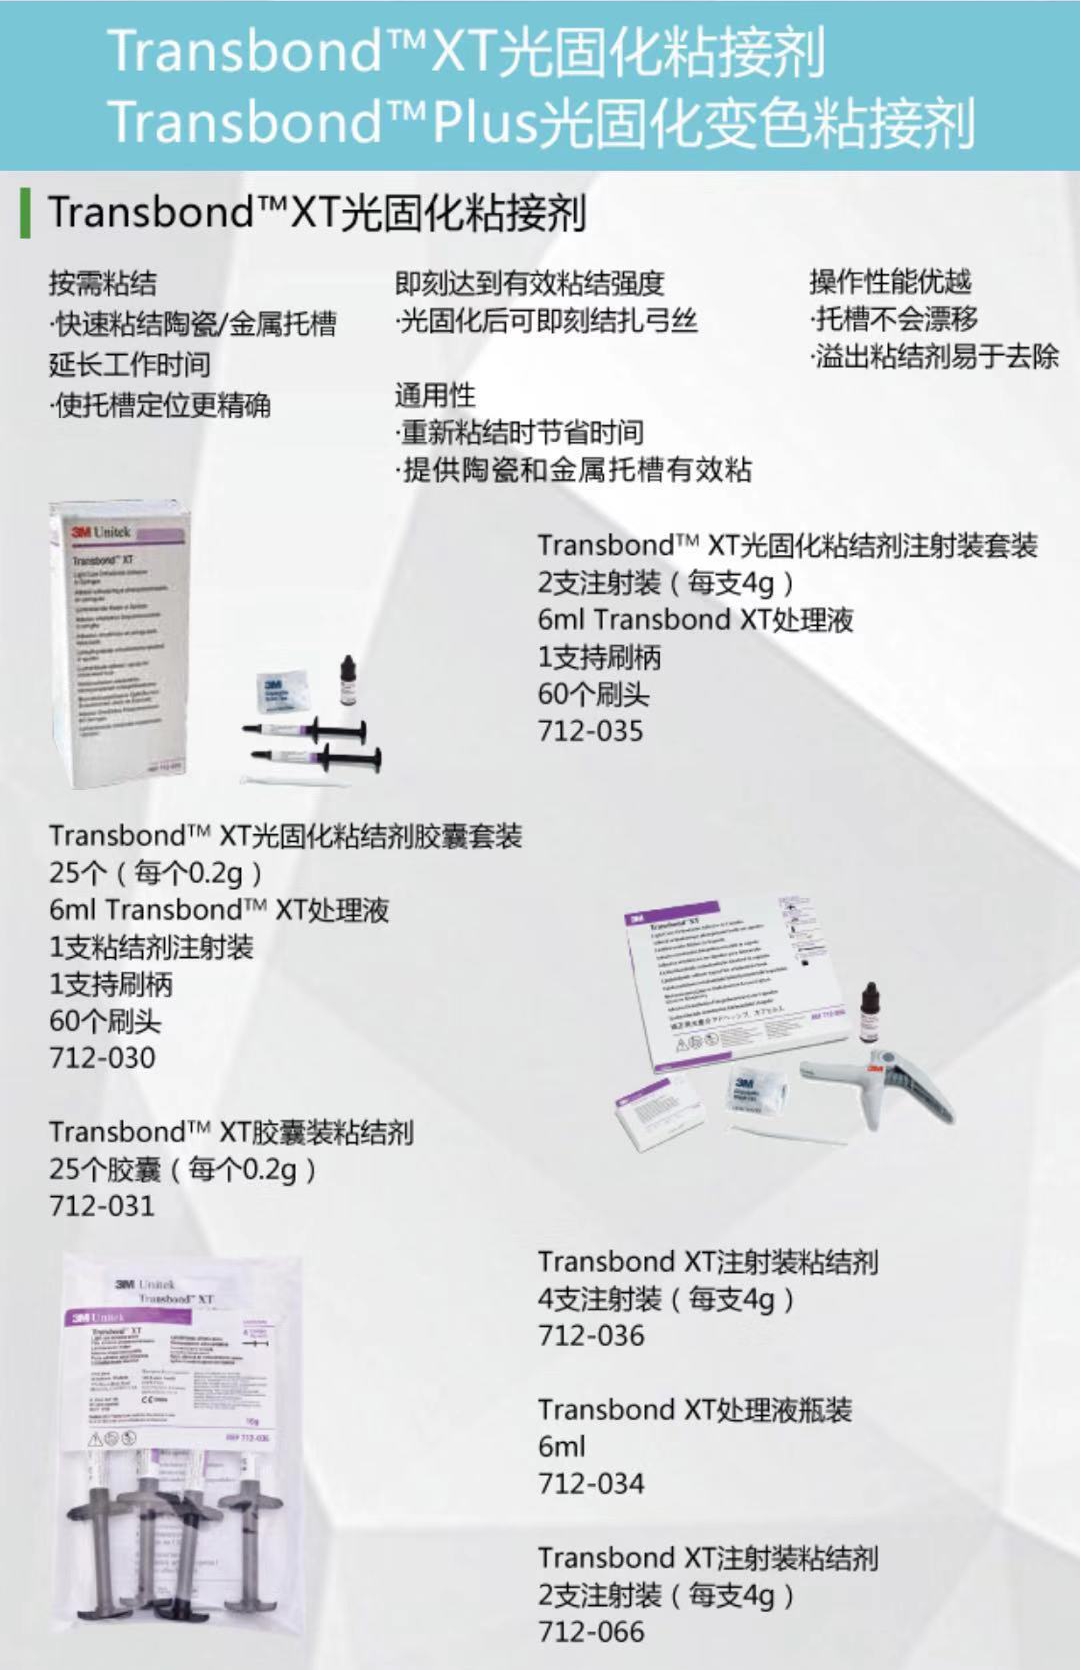 Transbond™XT光固化粘接剂
Transbond™Plus光固化变色粘接剂
Transbond™XT光固化粘接剂
按需粘结
·快速粘结陶瓷/金属托槽
延长工作时间
·使托槽定位更精确
即刻达到有效粘结强度
·光固化后可即刻结扎弓丝
通用性
·重新粘结时节省时间
·提供陶瓷和金属托槽有效粘
操作性能优越
·托槽不会漂移
·溢出粘结剂易于去除
3M Unitek
Transbond™ XT
3M
Transbond™ XT光固化粘结剂注射装套装
2支注射装（每支4g）
6ml Transbond XT处理液
1支持刷柄
60个刷头
712-035
Transbond™ XT光固化粘结剂胶囊套装
25个（每个0.2g）
6ml Transbond™ XT处理液
1支粘结剂注射装
1支持刷柄
60个刷头
712-030
3M
Transbond™ XT
3M
3M
Transbond™ XT胶囊装粘结剂
25个胶囊（每个0.2g）
712-031
3M Unitek
Transbond™ XT
3M Unitek
Transbond™ XT
Transbond XT注射装粘结剂
4支注射装（每支4g）
712-036
Transbond XT处理液瓶装
6ml
712-034
Transbond XT注射装粘结剂
2支注射装（每支4g）
712-066